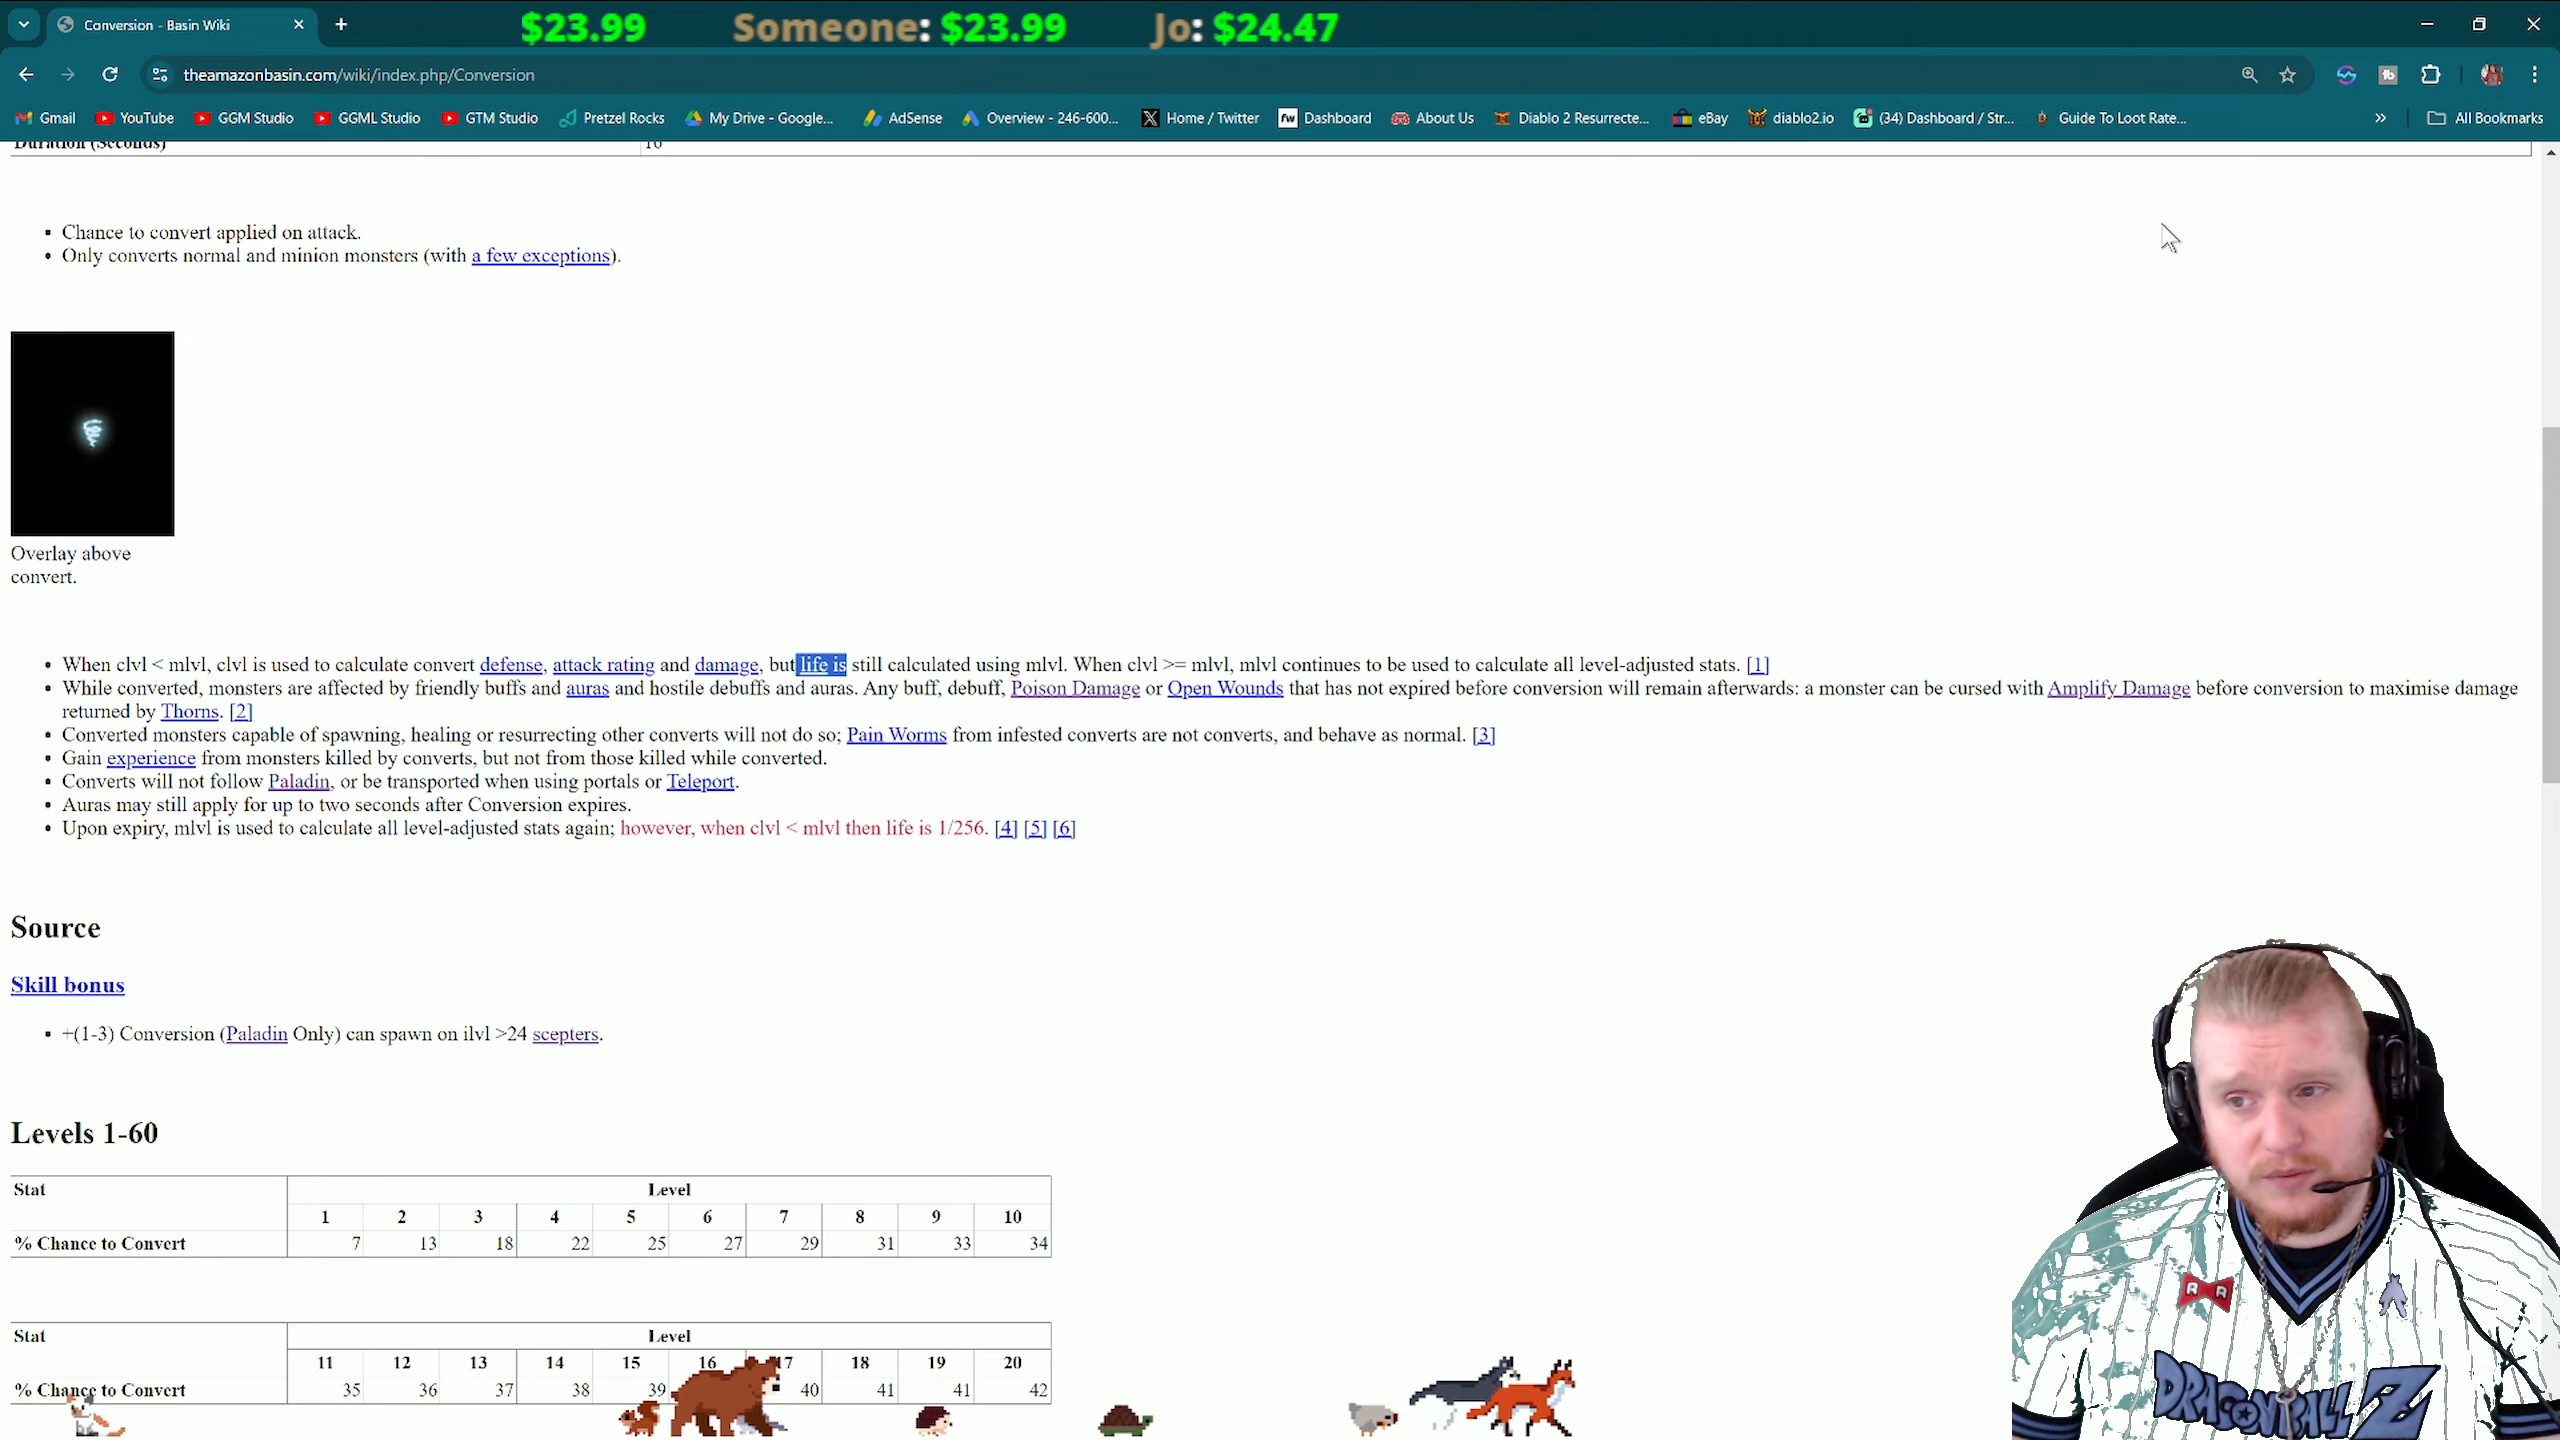 Conversion - Basin Wiki
$23.99 Someone: $23.99 Jo: $24.47
theamazonbasin.com/wiki/index.php/Conversion
Gmail YouTube GGM Studio GGML Studio GTM Studio Pretzel Rocks My Drive - Google... AdSense Overview - 246-600... Home / Twitter fw Dashboard About Us Diablo 2 Resurrecte... eBay diablo2.io (34) Dashboard / Str... Guide To Loot Rate... » All Bookmarks
Duration (Seconds) 16
Chance to convert applied on attack.
Only converts normal and minion monsters (with a few exceptions).
Overlay above
convert.
When clvl < mlvl, clvl is used to calculate convert defense, attack rating and damage, but life is still calculated using mlvl. When clvl >= mlvl, mlvl continues to be used to calculate all level-adjusted stats. [1]
While converted, monsters are affected by friendly buffs and auras and hostile debuffs and auras. Any buff, debuff, Poison Damage or Open Wounds that has not expired before conversion will remain afterwards: a monster can be cursed with Amplify Damage before conversion to maximise damage
returned by Thorns. [2]
Converted monsters capable of spawning, healing or resurrecting other converts will not do so; Pain Worms from infested converts are not converts, and behave as normal. [3]
Gain experience from monsters killed by converts, but not from those killed while converted.
Converts will not follow Paladin, or be transported when using portals or Teleport.
Auras may still apply for up to two seconds after Conversion expires.
Upon expiry, mlvl is used to calculate all level-adjusted stats again; however, when clvl < mlvl then life is 1/256. [4] [5] [6]
Source
Skill bonus
+(1-3) Conversion (Paladin Only) can spawn on ilvl >24 scepters.
Levels 1-60
Stat Level
1 2 3 4 5 6 7 8 9 10
% Chance to Convert 7 13 18 22 25 27 29 31 33 34
Stat Level
11 12 13 14 15 16 17 18 19 20
% Chance to Convert 35 36 37 38 39 40 41 41 42
R R
DRAGONBALL Z